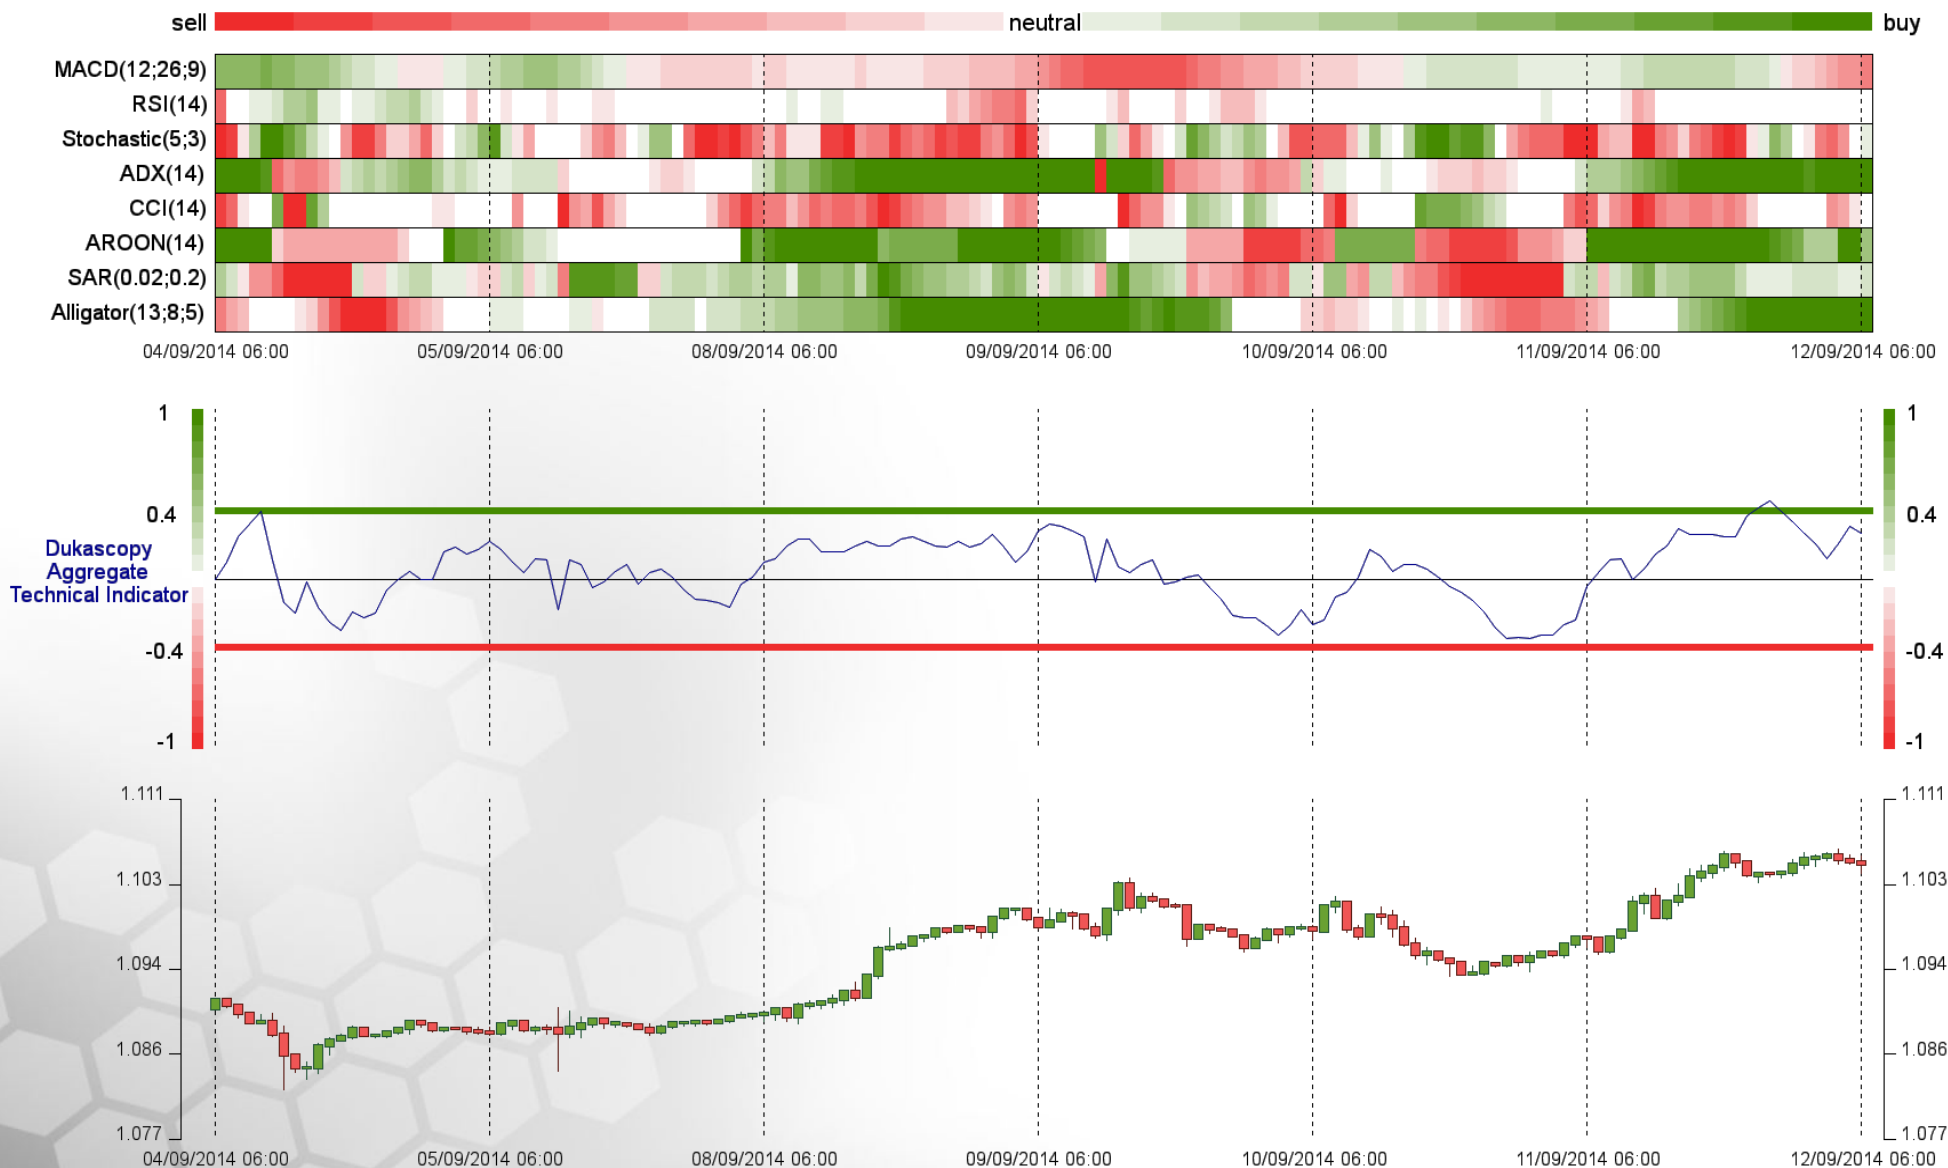 sell neutral buy
MACD(12;26;9)
RSI(14)
Stochastic(5;3)
ADX(14)
CCI(14)
AROON(14)
SAR(0.02;0.2)
Alligator(13;8;5)
04/09/2014 06:00 05/09/2014 06:00 08/09/2014 06:00 09/09/2014 06:00 10/09/2014 06:00 11/09/2014 06:00 12/09/2014 06:00
1 1
0.4 0.4
Dukascopy
Aggregate
Technical Indicator
-0.4 -0.4
-1 -1
1.111 1.111
1.103 1.103
1.094 1.094
1.086 1.086
1.077 1.077
04/09/2014 06:00 05/09/2014 06:00 08/09/2014 06:00 09/09/2014 06:00 10/09/2014 06:00 11/09/2014 06:00 12/09/2014 06:00